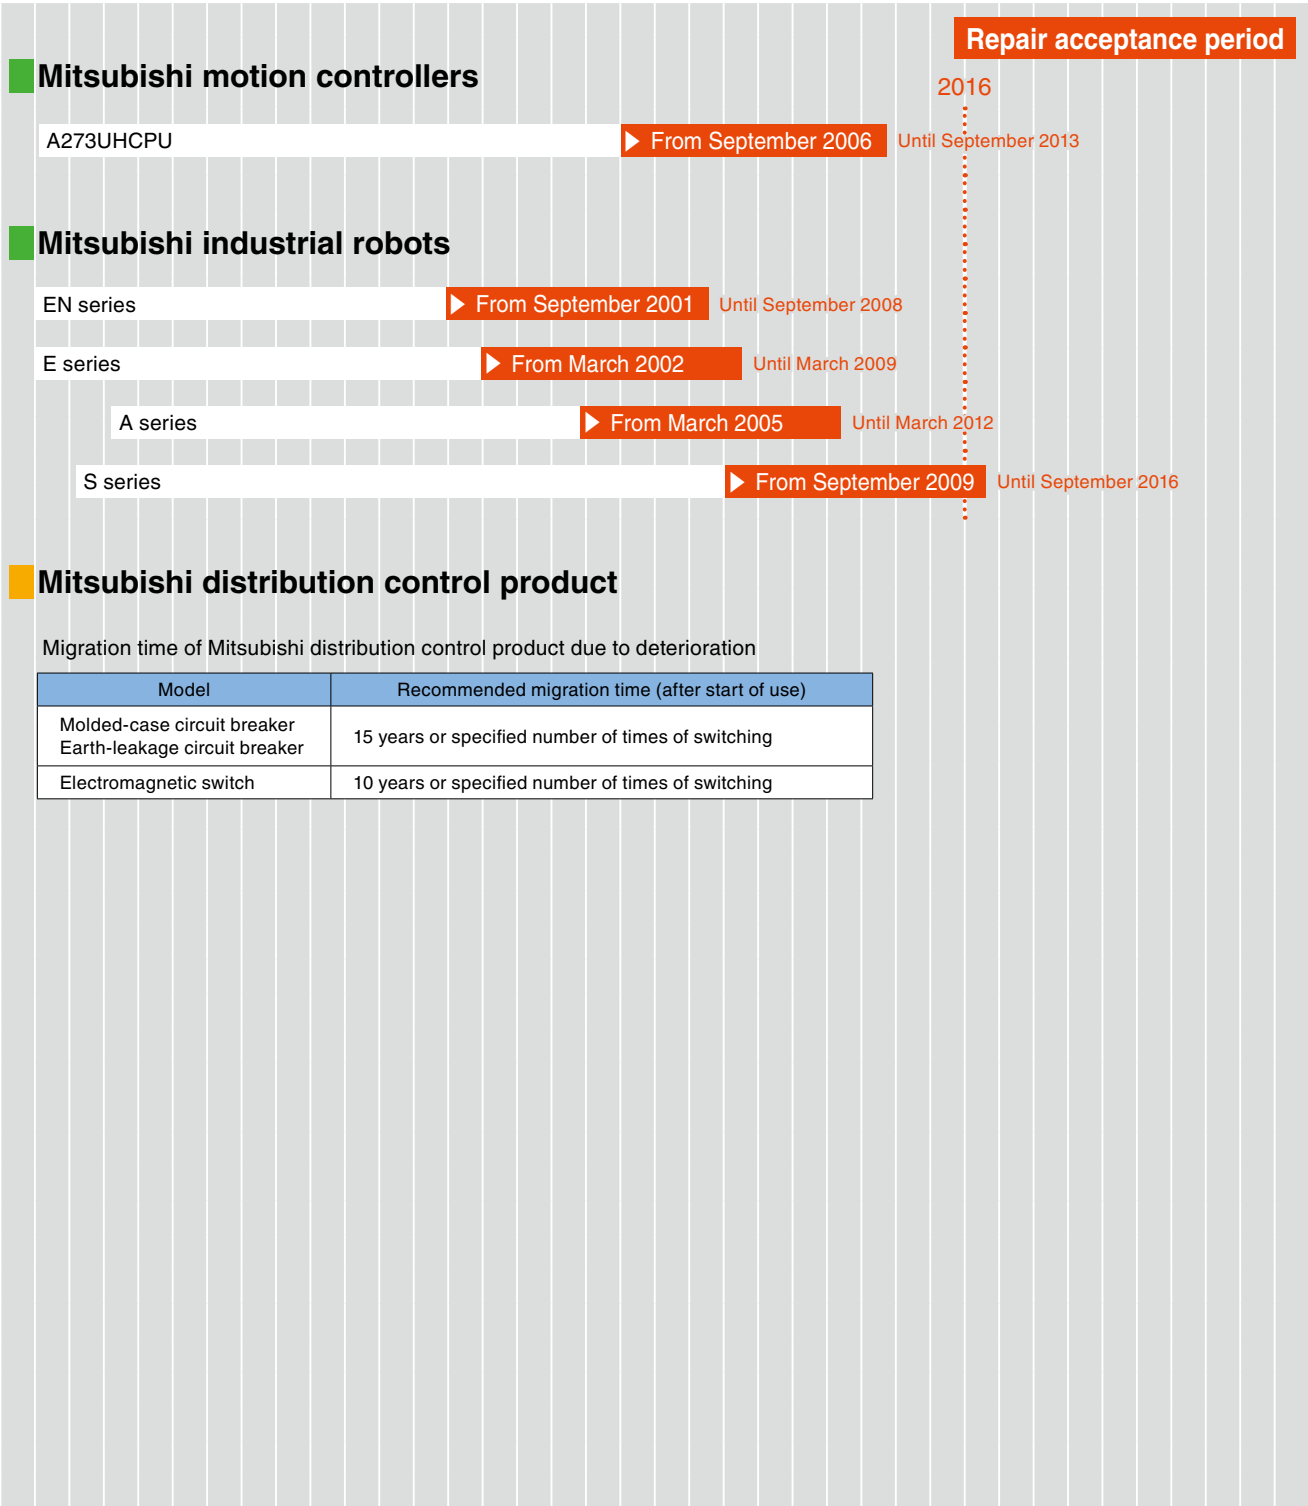 Repair acceptance period
Mitsubishi motion controllers
2016
A273UHCPU From September 2006 Until September 2013
Mitsubishi industrial robots
EN series From September 2001 Until September 2008
E series From March 2002 Until March 2009
A series From March 2005 Until March 2012
S series From September 2009 Until September 2016
Mitsubishi distribution control product
Migration time of Mitsubishi distribution control product due to deterioration
Model Recommended migration time (after start of use)
Molded-case circuit breaker
Earth-leakage circuit breaker
15 years or specified number of times of switching
Electromagnetic switch 10 years or specified number of times of switching